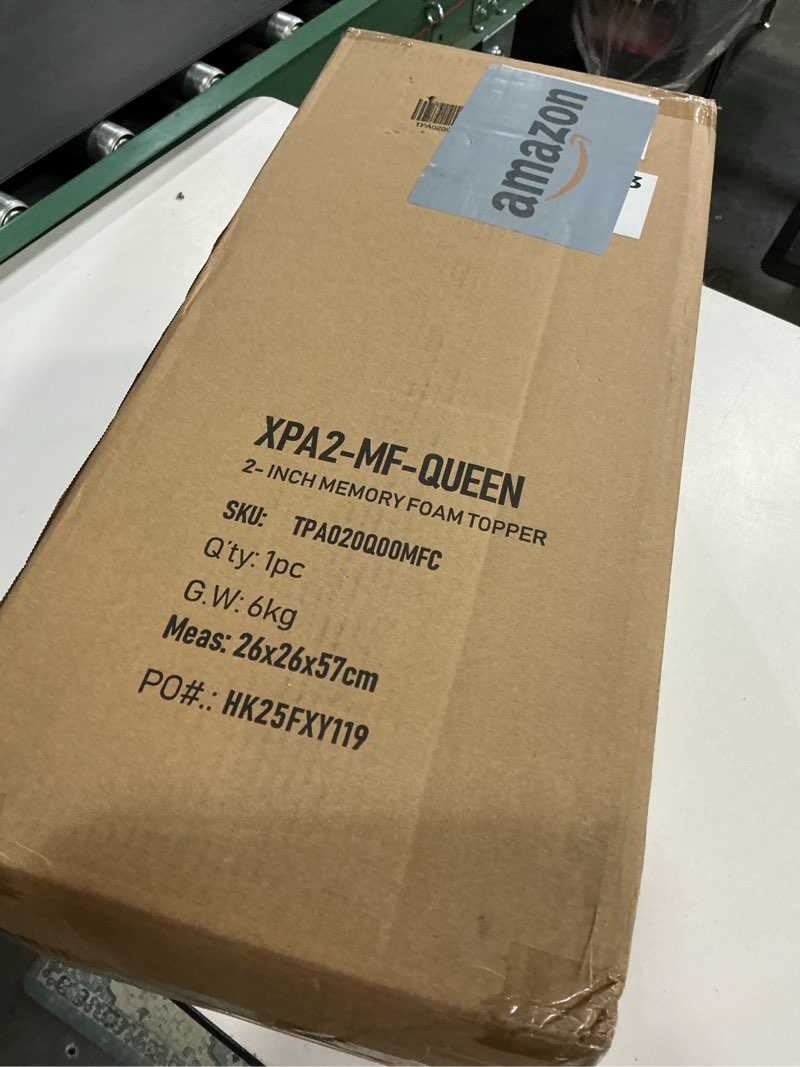 amazon
XPA2-MF-QUEEN
2- INCH MEMORY FOAM TOPPER
SKU: TPA020Q00MFC
Q'ty: 1pc
G.W: 6kg
Meas: 26x26x57cm
PO#.: HK25FXY119